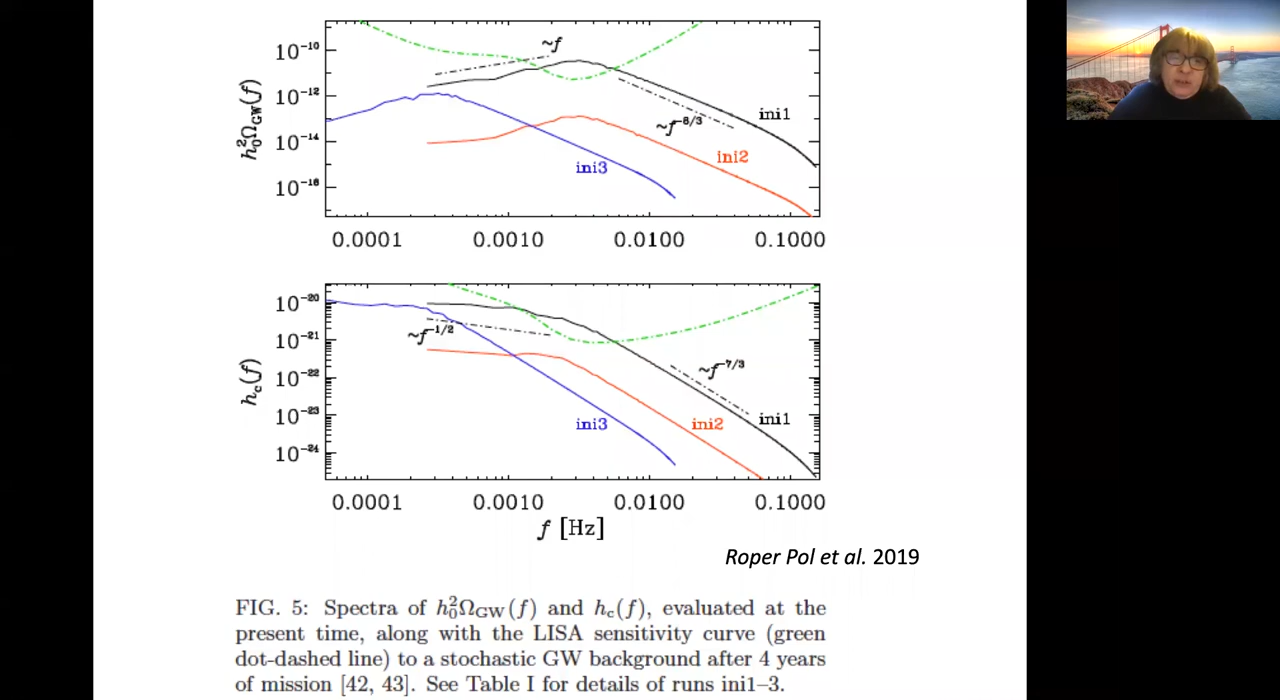 10⁻¹⁰
10⁻¹²
10⁻¹⁴
10⁻¹⁶
h₀²Ω_GW(f)
~f
~f⁻⁸/³
ini1
ini2
ini3
0.0001 0.0010 0.0100 0.1000
10⁻²⁰
10⁻²¹
10⁻²²
10⁻²³
10⁻²⁴
h_c(f)
~f⁻¹/²
~f⁻⁷/³
ini1
ini2
ini3
0.0001 0.0010 0.0100 0.1000
f [Hz]
Roper Pol et al. 2019
FIG. 5: Spectra of h₀²Ω_GW(f) and h_c(f), evaluated at the
present time, along with the LISA sensitivity curve (green
dot-dashed line) to a stochastic GW background after 4 years
of mission [42, 43]. See Table I for details of runs ini1–3.